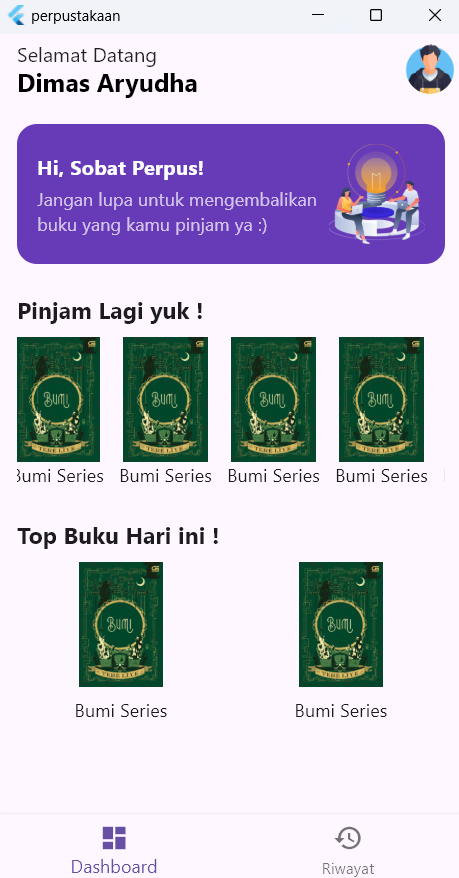 perpustakaan
Selamat Datang
Dimas Aryudha
Hi, Sobat Perpus!
Jangan lupa untuk mengembalikan
buku yang kamu pinjam ya :)
Pinjam Lagi yuk !
BUMI
TERE LIYE
BUMI
TERE LIYE
BUMI
TERE LIYE
BUMI
TERE LIYE
Bumi Series
Bumi Series
Bumi Series
Bumi Series
Top Buku Hari ini !
BUMI
TERE LIYE
BUMI
TERE LIYE
Bumi Series
Bumi Series
Dashboard
Riwayat